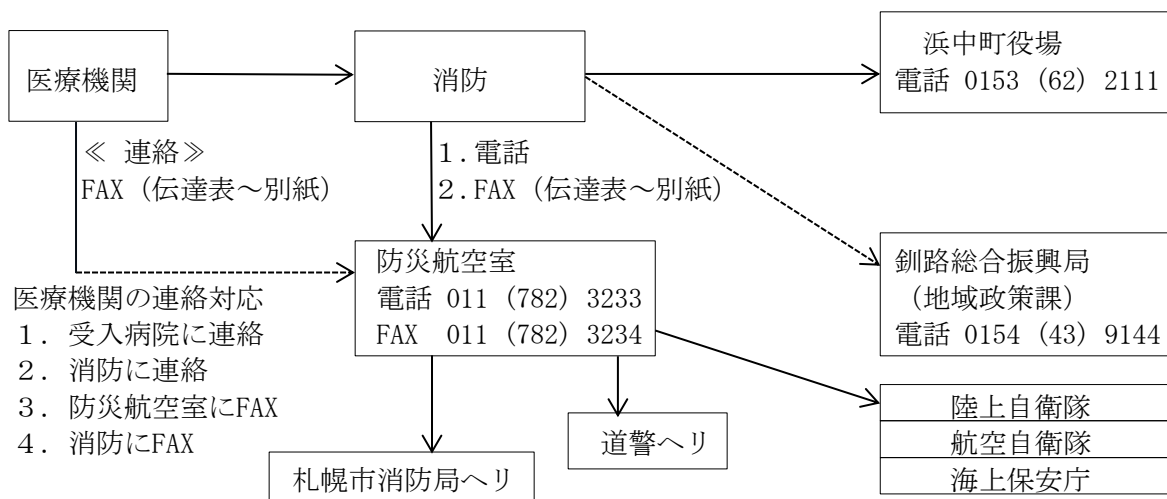 医療機関
消防
浜中町役場
電話 0153 (62) 2111
≪ 連絡≫
FAX (伝達表～別紙)
１．電話
２．FAX (伝達表～別紙)
防災航空室
電話 011 (782) 3233
FAX 011 (782) 3234
釧路総合振興局
(地域政策課)
電話 0154 (43) 9144
医療機関の連絡対応
１．受入病院に連絡
２．消防に連絡
３．防災航空室にFAX
４．消防にFAX
陸上自衛隊
航空自衛隊
海上保安庁
道警ヘリ
札幌市消防局ヘリ